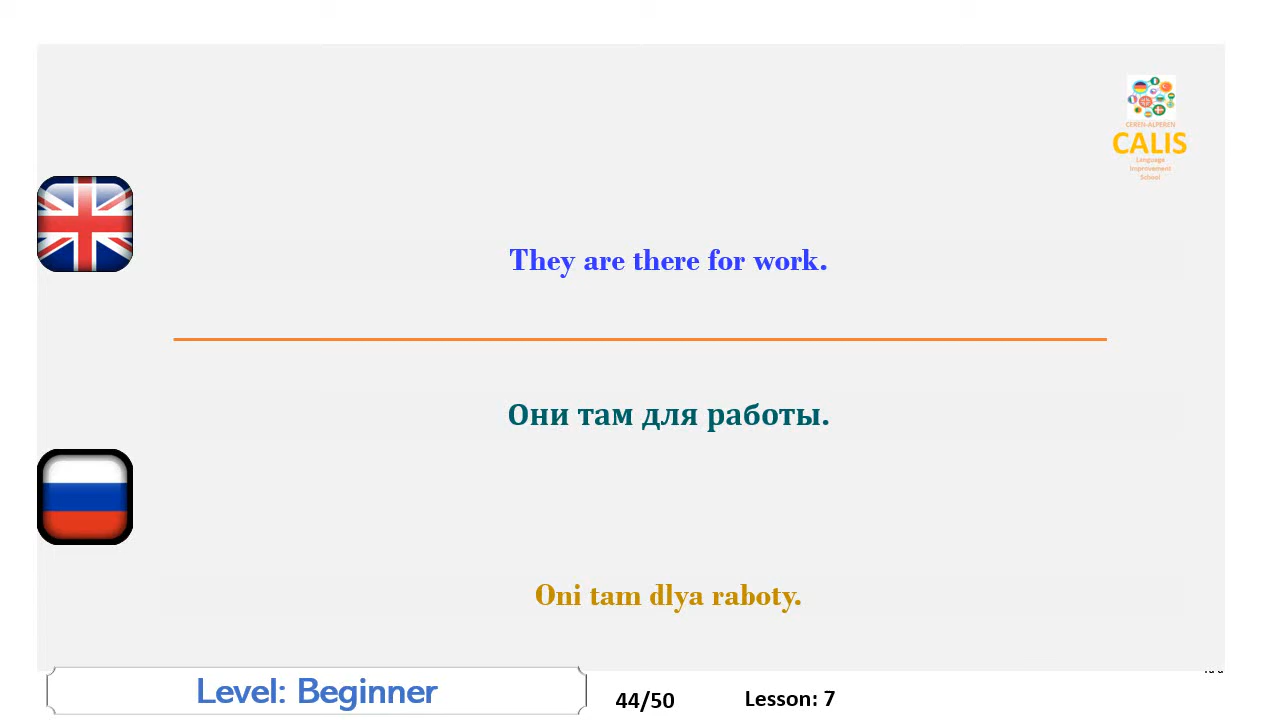 CEREN-ALPEREN
CALIS
Language
Improvement
School
They are there for work.
Они там для работы.
Oni tam dlya raboty.
Level: Beginner
44/50
Lesson: 7